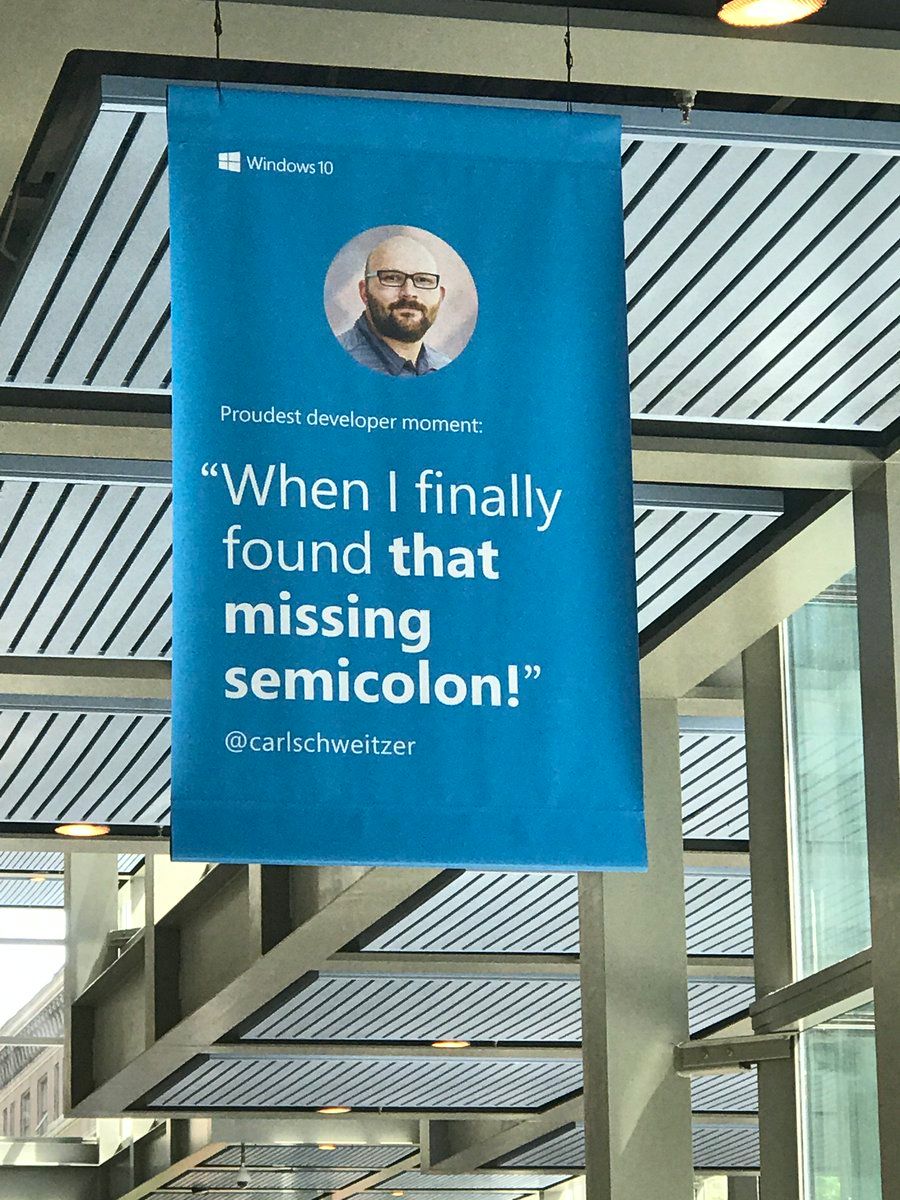 Windows 10
Proudest developer moment:
“When I finally
found that
missing
semicolon!”
@carlschweitzer